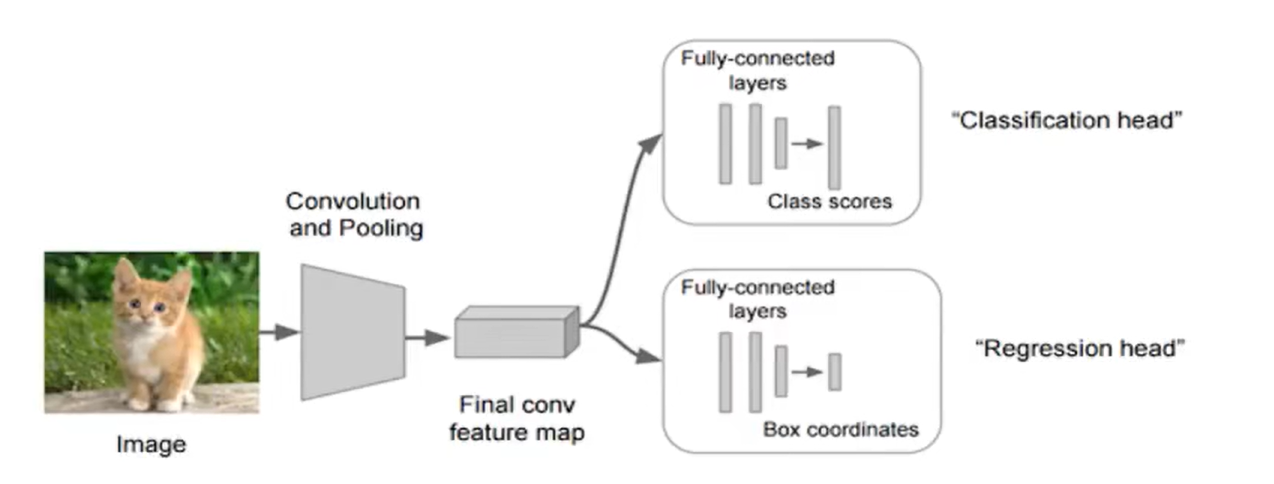 Fully-connected
layers
Class scores
“Classification head”
Convolution
and Pooling
Image
Final conv
feature map
Fully-connected
layers
Box coordinates
“Regression head”